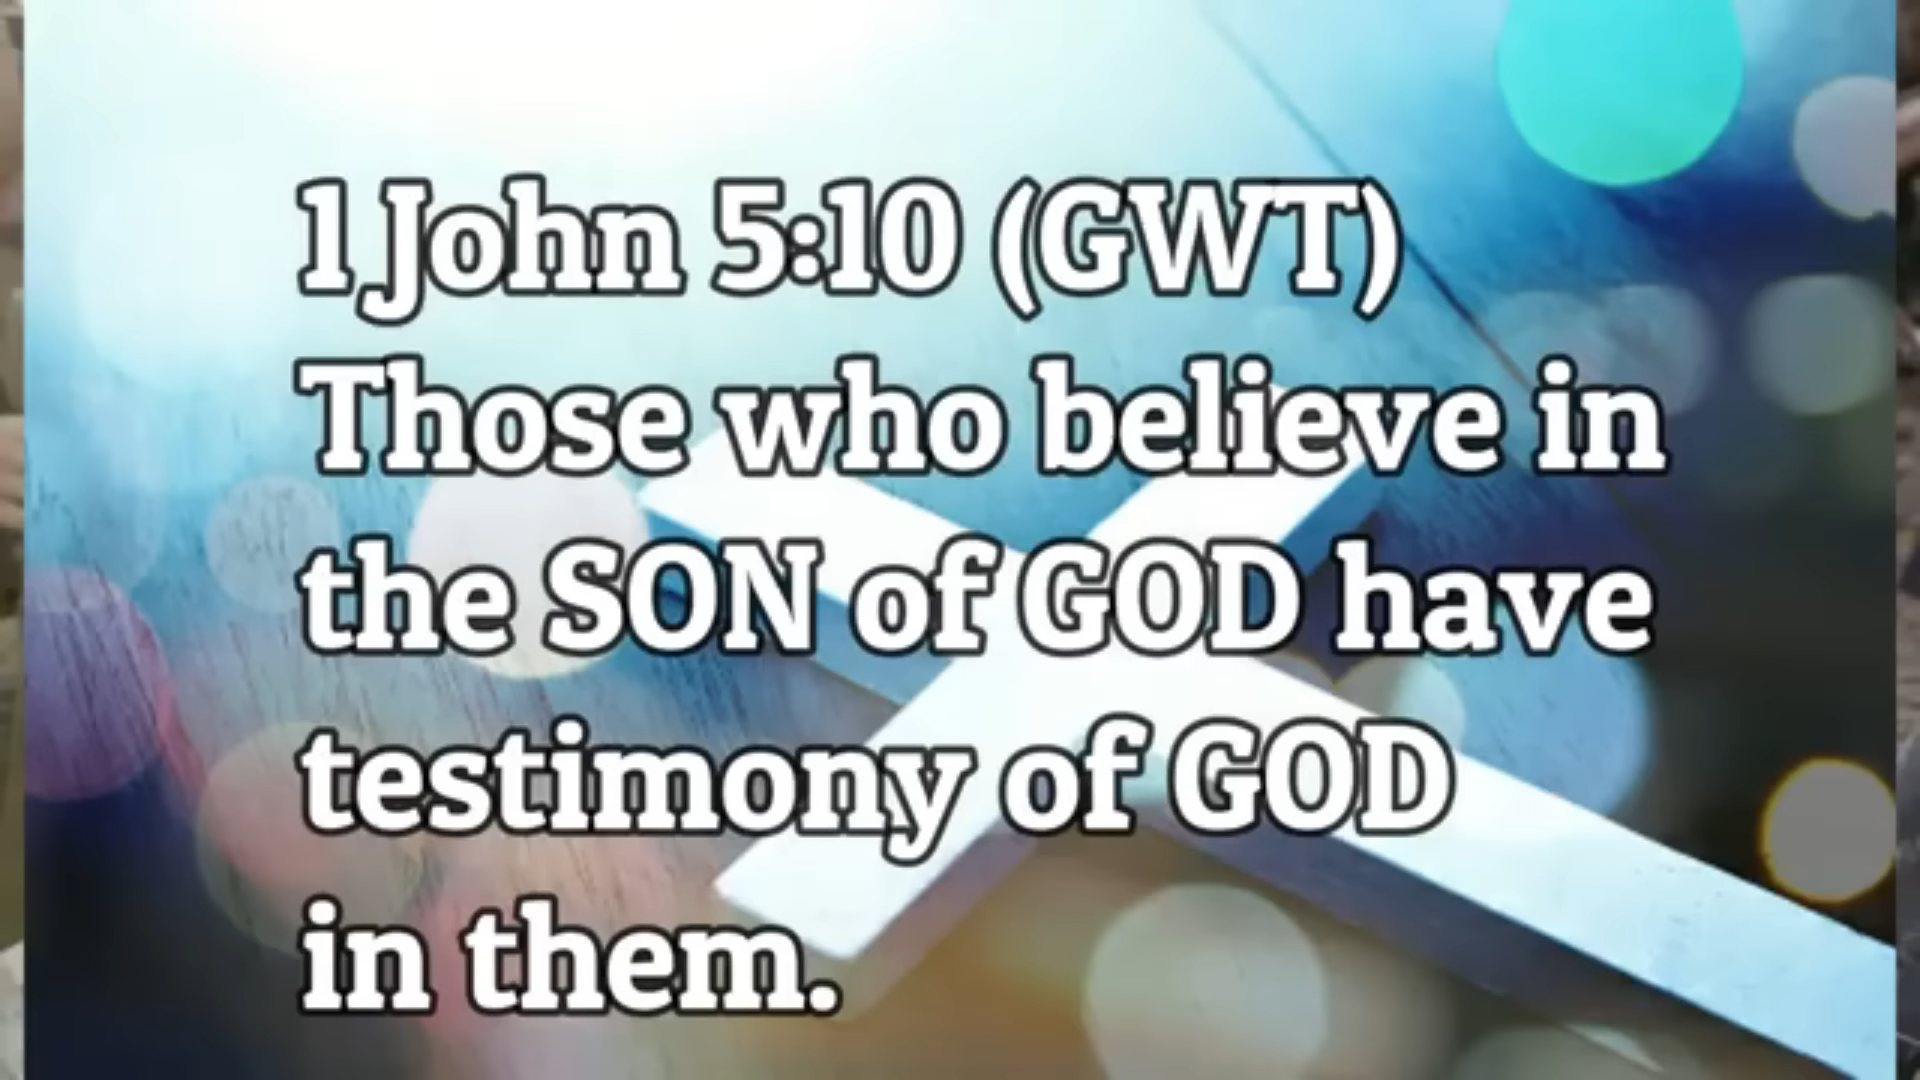 1 John 5:10 (GWT)
Those who believe in
the SON of GOD have
testimony of GOD
in them.